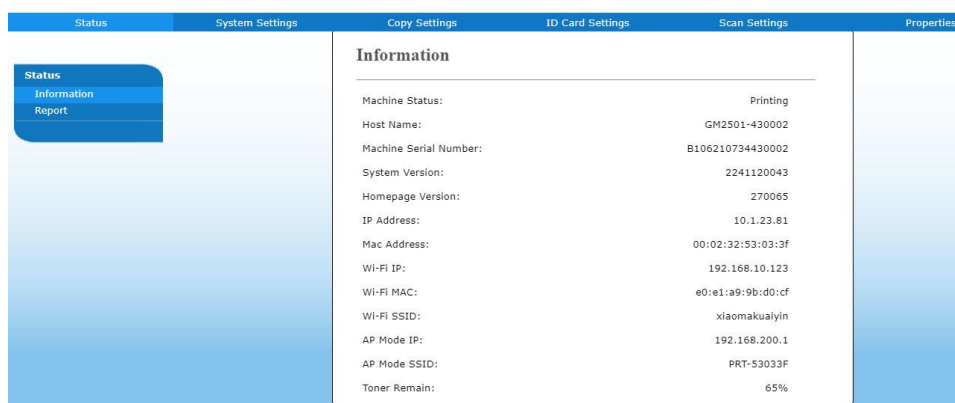 Status System Settings Copy Settings ID Card Settings Scan Settings Properties
Information
Status
Information
Report
Machine Status: Printing
Host Name: GM2501-430002
Machine Serial Number: B106210734430002
System Version: 2241120043
Homepage Version: 270065
IP Address: 10.1.23.81
Mac Address: 00:02:32:53:03:3f
Wi-Fi IP: 192.168.10.123
Wi-Fi MAC: e0:e1:a9:9b:d0:cf
Wi-Fi SSID: xiaomakuaiyin
AP Mode IP: 192.168.200.1
AP Mode SSID: PRT-53033F
Toner Remain: 65%